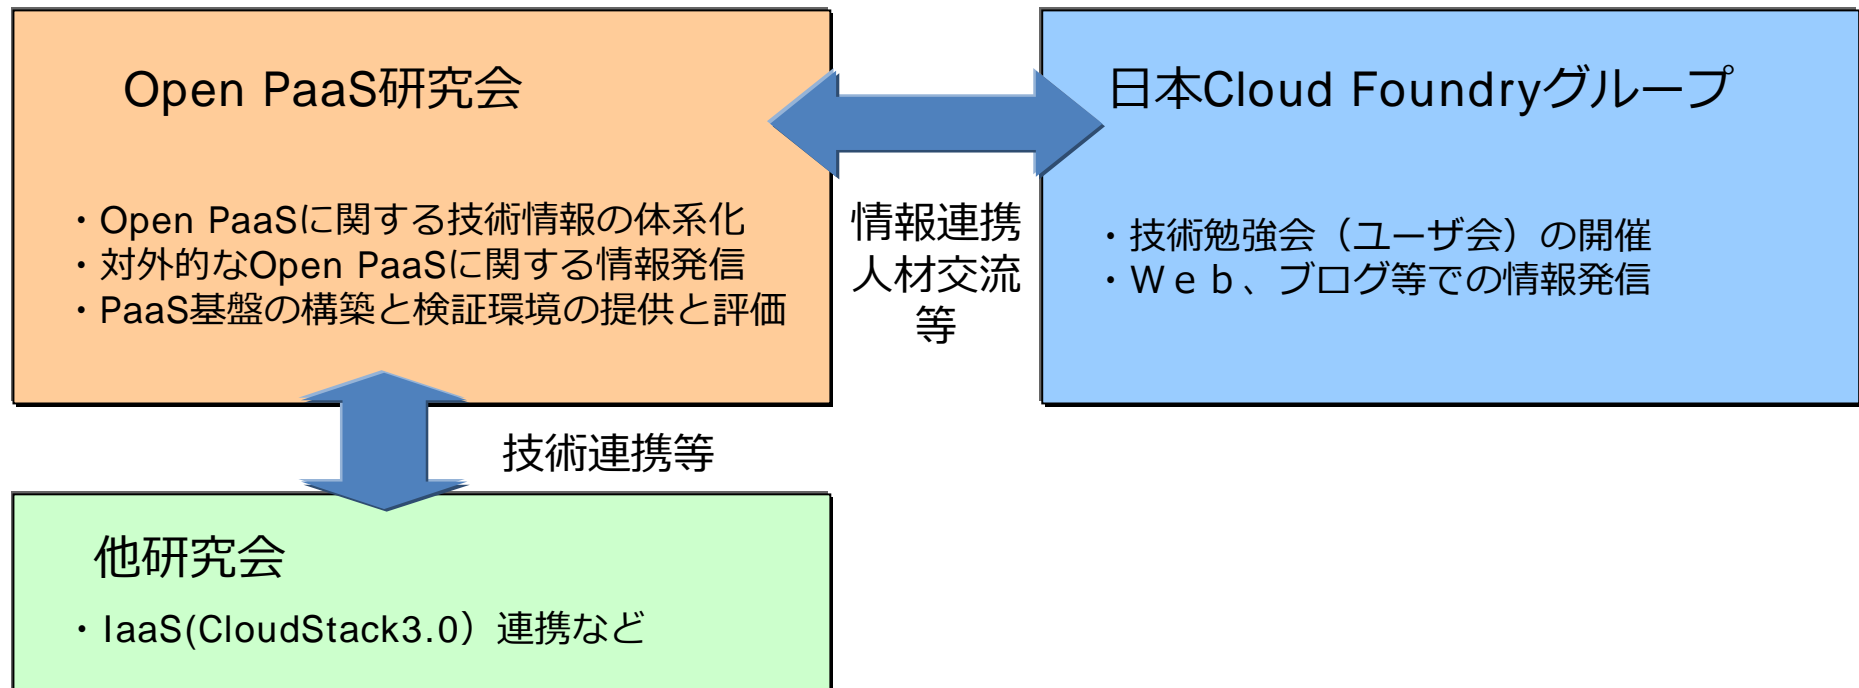 Open PaaS研究会
・Open PaaSに関する技術情報の体系化
・対外的なOpen PaaSに関する情報発信
・PaaS基盤の構築と検証環境の提供と評価
情報連携
人材交流
等
日本Cloud Foundryグループ
・技術勉強会（ユーザ会）の開催
・Ｗｅｂ、ブログ等での情報発信
技術連携等
他研究会
・IaaS(CloudStack3.0）連携など